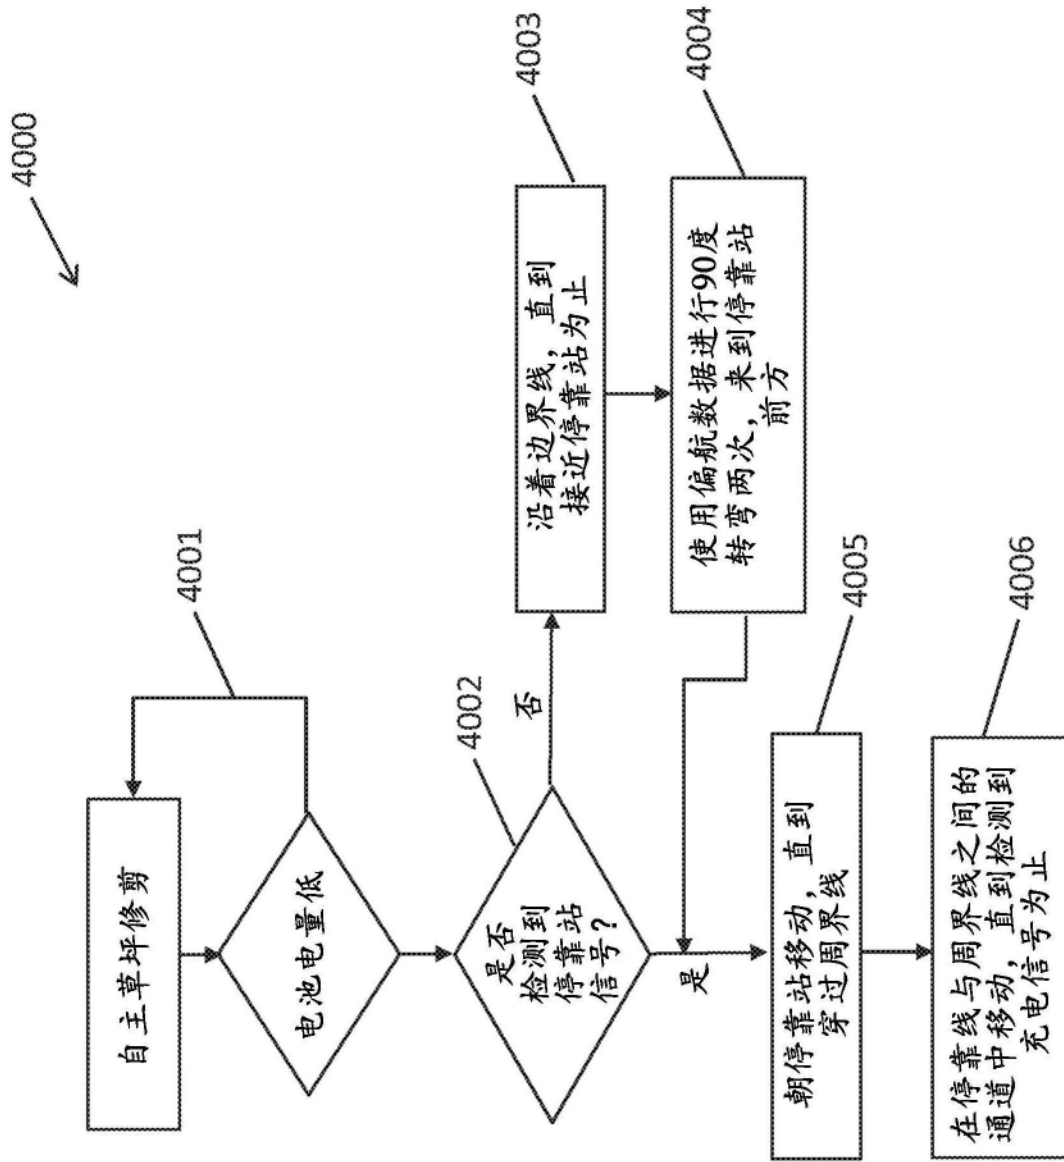 4000
自主草坪修剪
4001
电池电量低
4002
是否
检测到
停靠站
信号？
否
4003
沿着边界线，直到
接近停靠站为止
4004
使用偏航数据进行90度
转弯两次，来到停靠站
前方
是
4005
朝停靠站移动，直到
穿过周界线
4006
在停靠线与周界线之间的
通道中移动，直到检测到
充电信号为止